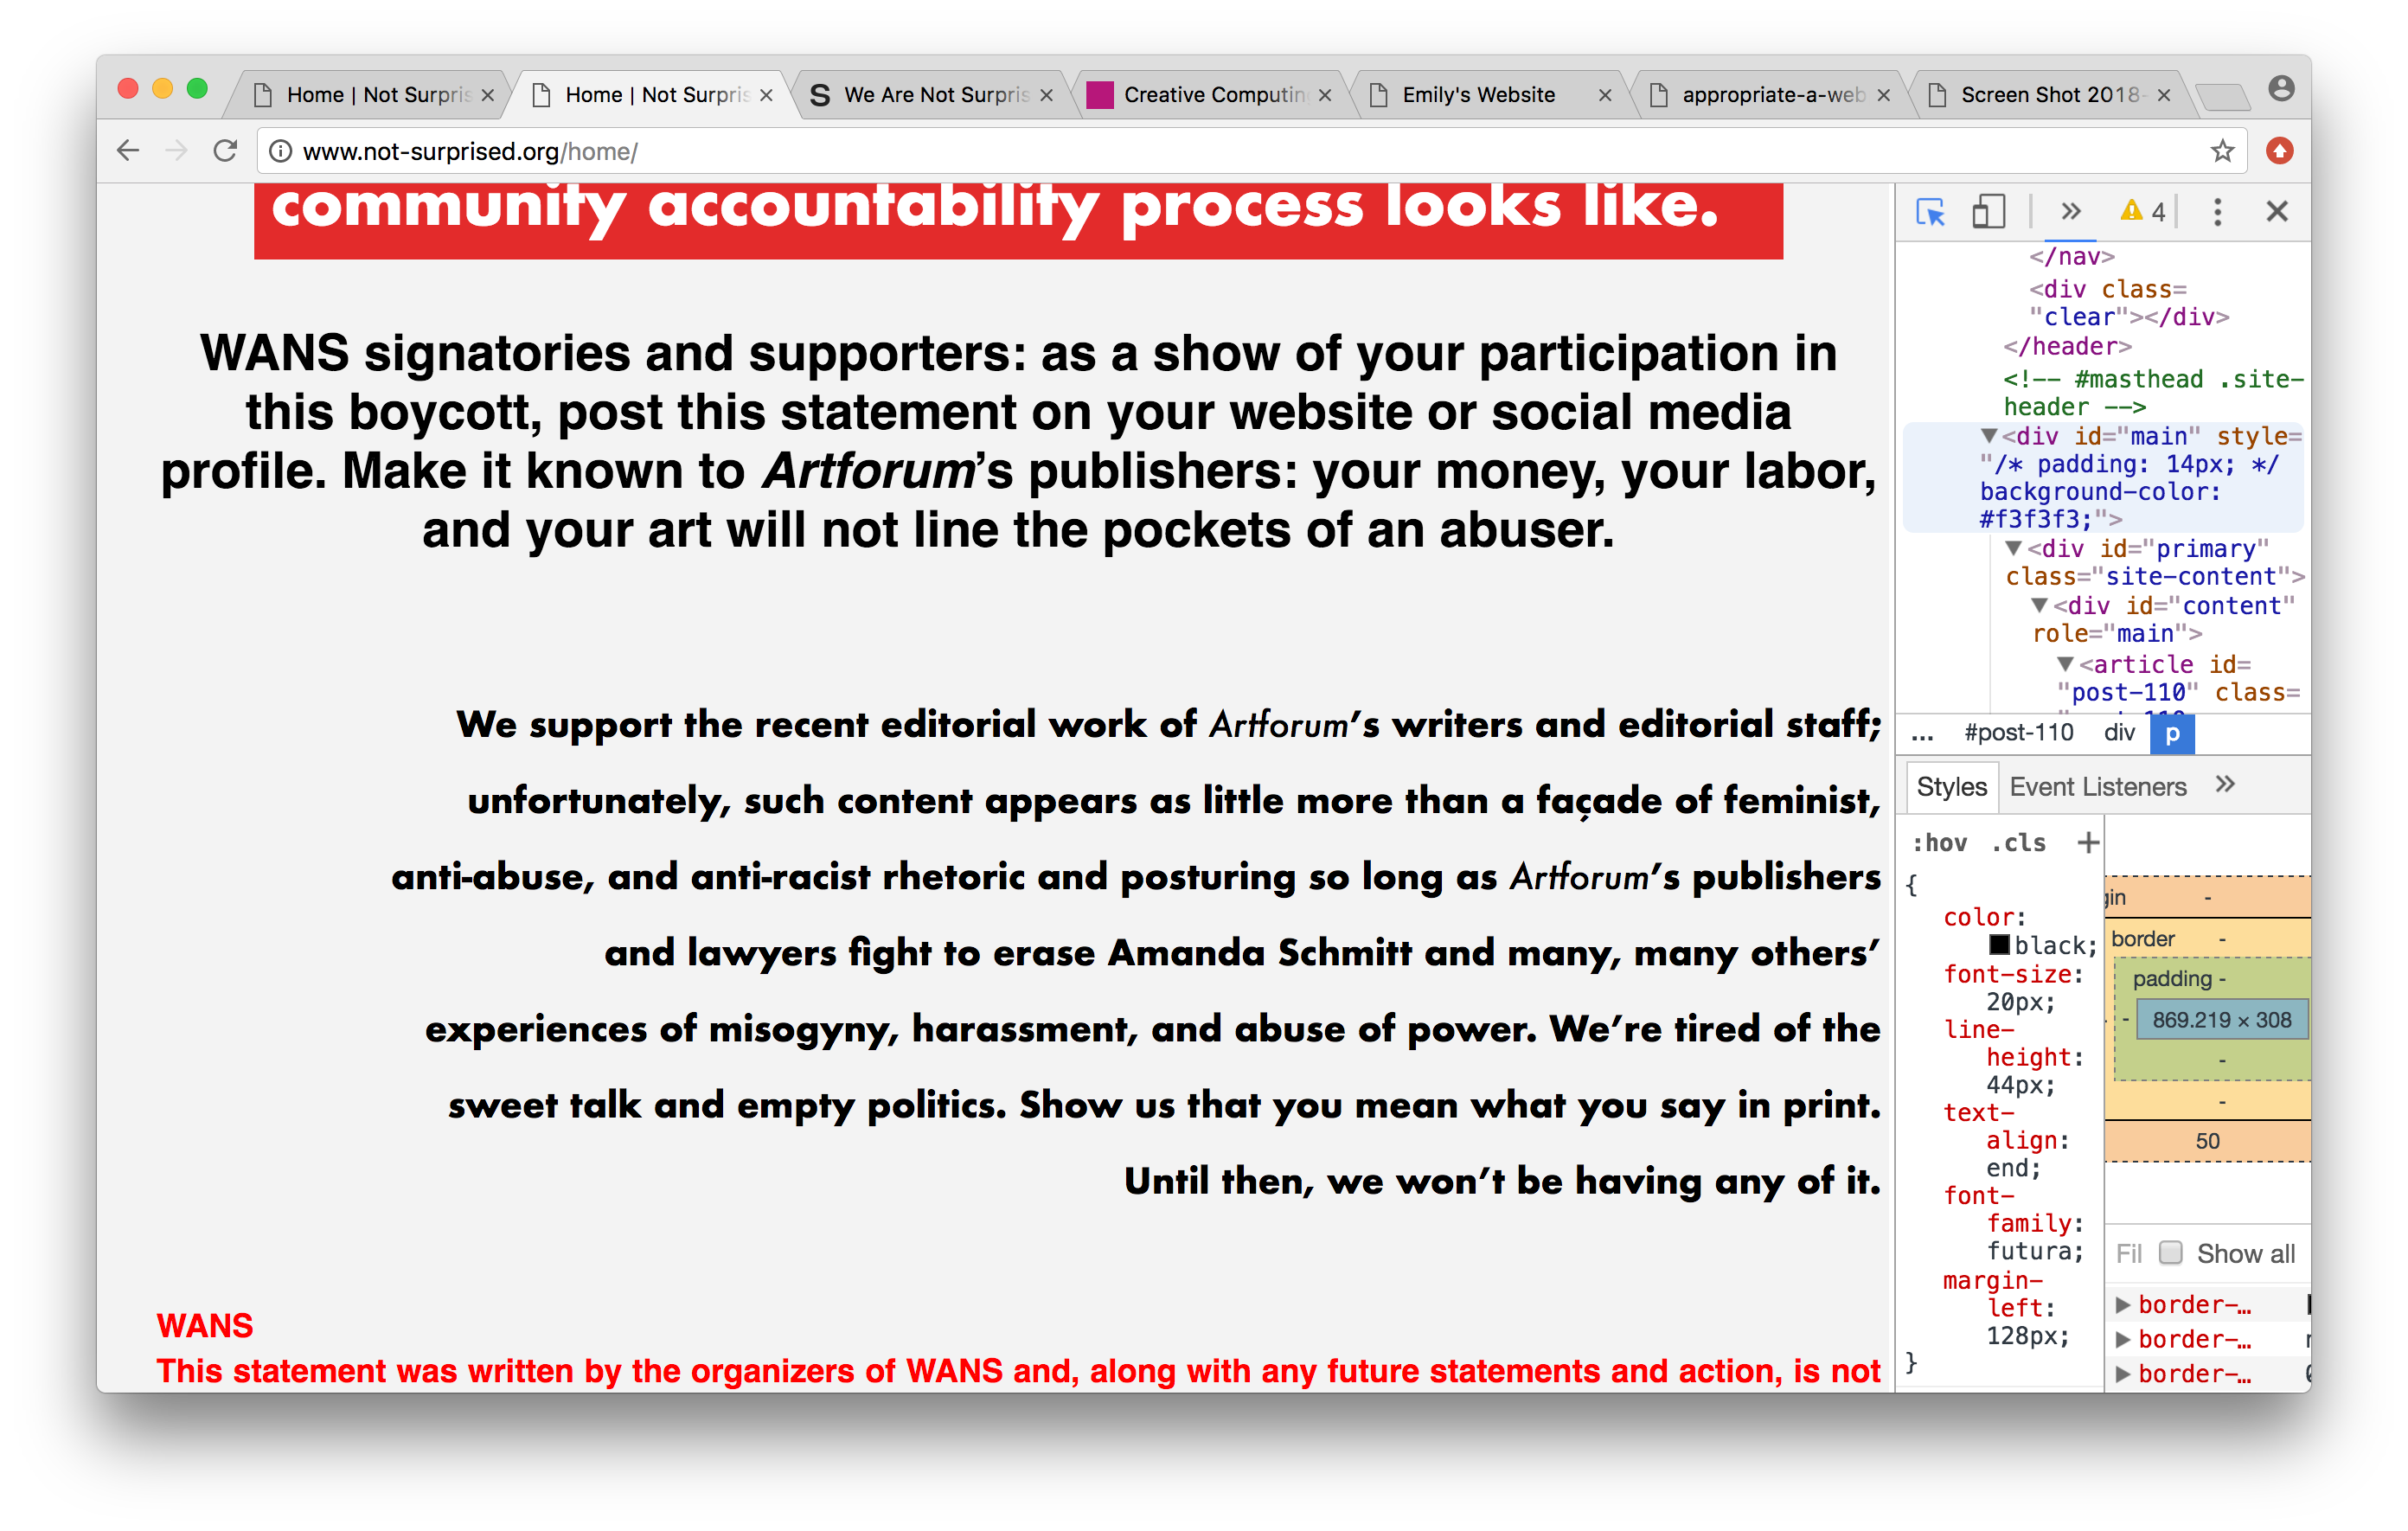 Home | Not Surpris
Home | Not Surpris
S We Are Not Surpris
Creative Computin
Emily's Website
appropriate-a-web
Screen Shot 2018-
www.not-surprised.org/home/
community accountability process looks like.
WANS signatories and supporters: as a show of your participation in
this boycott, post this statement on your website or social media
profile. Make it known to Artforum’s publishers: your money, your labor,
and your art will not line the pockets of an abuser.
We support the recent editorial work of Artforum’s writers and editorial staff;
unfortunately, such content appears as little more than a façade of feminist,
anti-abuse, and anti-racist rhetoric and posturing so long as Artforum’s publishers
and lawyers fight to erase Amanda Schmitt and many, many others’
experiences of misogyny, harassment, and abuse of power. We’re tired of the
sweet talk and empty politics. Show us that you mean what you say in print.
Until then, we won’t be having any of it.
WANS
This statement was written by the organizers of WANS and, along with any future statements and action, is not
4
</nav>
<div class=
"clear"></div>
</header>
<!-- #masthead .site-
header -->
<div id="main" style=
"/* padding: 14px; */
background-color:
#f3f3f3;">
<div id="primary"
class="site-content">
<div id="content"
role="main">
<article id=
"post-110" class=
... #post-110 div p
Styles Event Listeners
:hov .cls +
{
color:
black;
font-size:
20px;
line-
height:
44px;
text-
align:
end;
font-
family:
futura;
margin-
left:
128px;
}
gin -
border -
padding -
- 869.219 × 308
-
-
50
Fil Show all
border-…
border-…
border-…